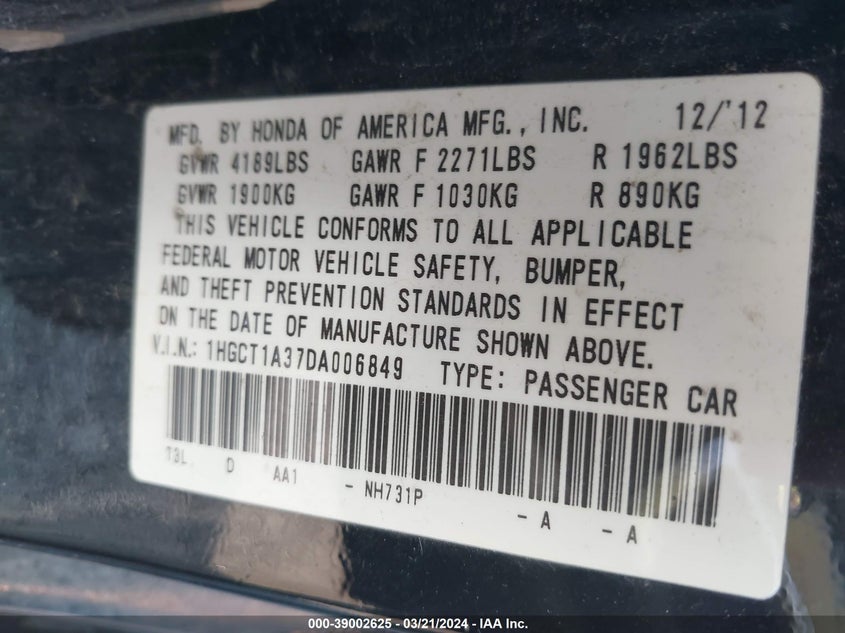 MFD. BY HONDA OF AMERICA MFG., INC. 12/'12
GVWR 4189LBS GAWR F 2271LBS R 1962LBS
GVWR 1900KG GAWR F 1030KG R 890KG
THIS VEHICLE CONFORMS TO ALL APPLICABLE
FEDERAL MOTOR VEHICLE SAFETY, BUMPER,
AND THEFT PREVENTION STANDARDS IN EFFECT
ON THE DATE OF MANUFACTURE SHOWN ABOVE.
V.I.N.: 1HGCT1A37DA006849 TYPE: PASSENGER CAR
T3L D AA1 - NH731P - A - A
000-39002625 - 03/21/2024 - IAA Inc.